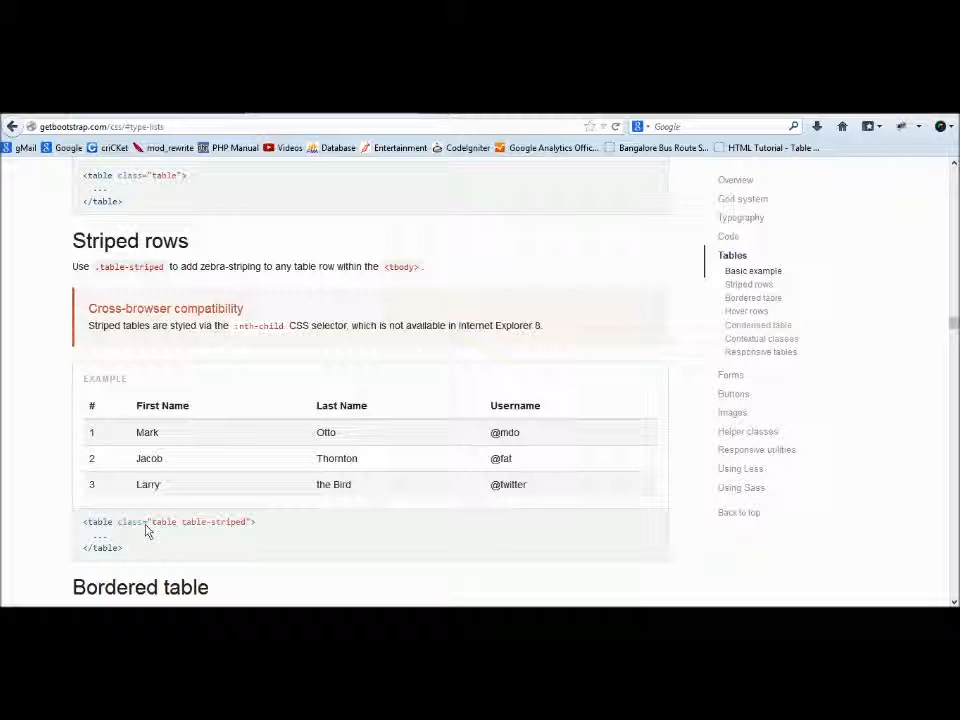 getbootstrap.com/css/#type-lists
Google
gMail Google criCKet mod_rewrite PHP Manual Videos Database Entertainment CodeIgniter Google Analytics Offic... Bangalore Bus Route S... HTML Tutorial - Table ...
<table class="table">
...
</table>
Striped rows
Use .table-striped to add zebra-striping to any table row within the <tbody>.
Cross-browser compatibility
Striped tables are styled via the :nth-child CSS selector, which is not available in Internet Explorer 8.
EXAMPLE
# First Name Last Name Username
1 Mark Otto @mdo
2 Jacob Thornton @fat
3 Larry the Bird @twitter
<table class="table table-striped">
...
</table>
Bordered table
Overview
Grid system
Typography
Code
Tables
Basic example
Striped rows
Bordered table
Hover rows
Condensed table
Contextual classes
Responsive tables
Forms
Buttons
Images
Helper classes
Responsive utilities
Using Less
Using Sass
Back to top